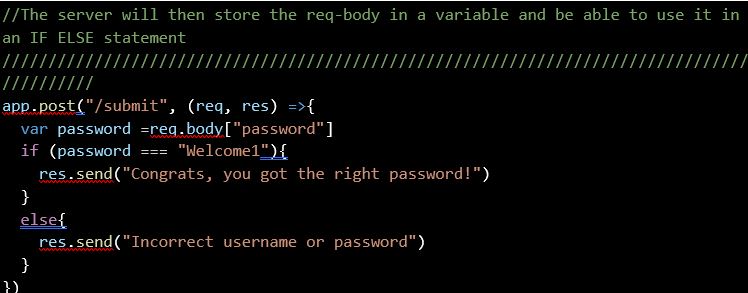 //The server will then store the req-body in a variable and be able to use it in
an IF ELSE statement
//////////////////////////////////////////////////////////////////////////////////
//////////
app.post("/submit", (req, res) =>{
  var password =req.body["password"]
  if (password === "Welcome1"){
    res.send("Congrats, you got the right password!")
  }
  else{
    res.send("Incorrect username or password")
  }
})